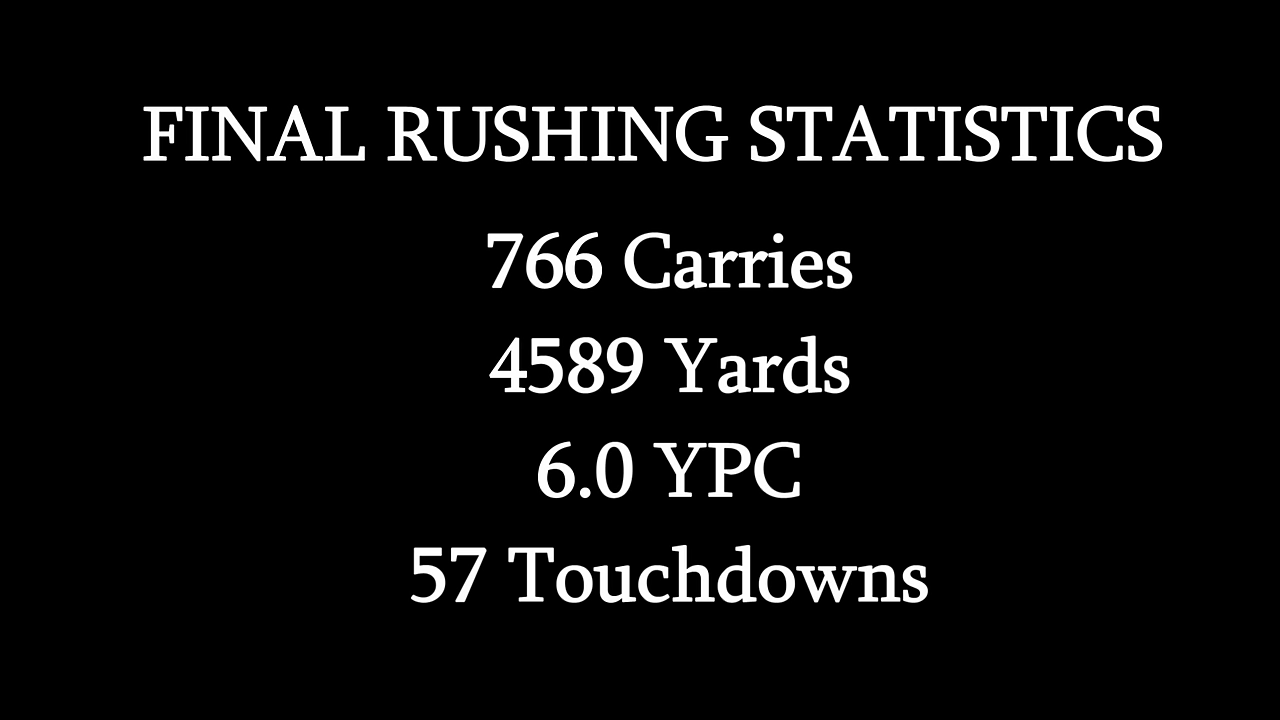 FINAL RUSHING STATISTICS
766 Carries
4589 Yards
6.0 YPC
57 Touchdowns